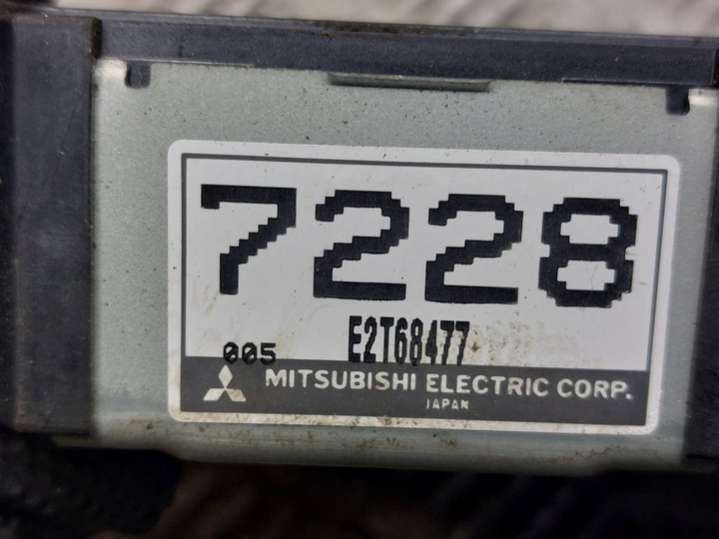 7228
005 E2T68477
MITSUBISHI ELECTRIC CORP.
JAPAN